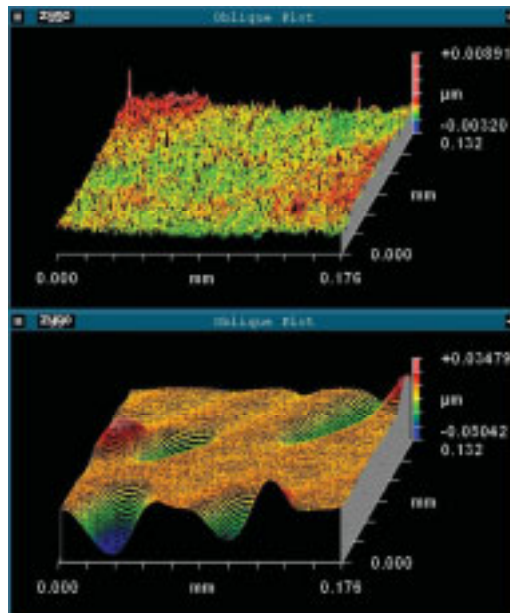 zygo Oblique Plot
+0.00891
µm
-0.00320
0.132
mm
0.000
0.000 mm 0.176
zygo Oblique Plot
+0.03479
µm
-0.05042
0.132
mm
0.000
0.000 mm 0.176